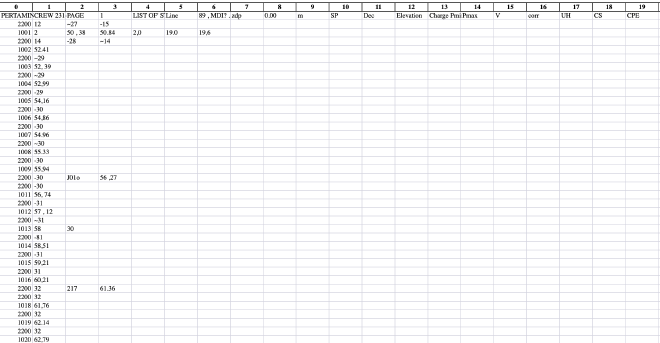 0 1 2 3 4 5 6 7 8 9 10 11 12 13 14 15 16 17 18 19
PERTAMIN CREW 231 PAGE 1 LIST OF S'Line 89 , MD1? . zdp 0.00 m SP Dec Elevation Charge Pmi Pmax V corr UH CS CPE
2200 12 ~27 -15
1001 2 50 , 38 50.84 2,0 19.0 19,6
2200 14 -28 ~14
1002 52.41
2200 ~29
1003 52, 39
2200 ~29
1004 52,99
2200 -29
1005 54,16
2200 -30
1006 54,86
2200 -30
1007 54.96
2200 ~30
1008 55.33
2200 -30
1009 55,94
2200 -30 J01o 56 ,27
2200 -30
1011 56, 74
2200 -31
1012 57 , 12
2200 ~31
1013 58 30
2200 -81
1014 58,51
2200 -31
1015 59,21
2200 31
1016 60,21
2200 32 217 61.36
2200 32
1018 61,76
2200 32
1019 62.14
2200 32
1020 62,79